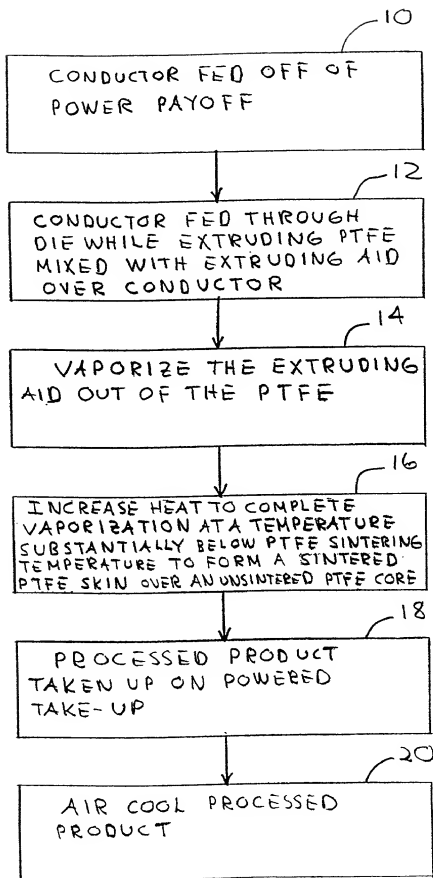 10
CONDUCTOR FED OFF OF
POWER PAYOFF
12
CONDUCTOR FED THROUGH
DIE WHILE EXTRUDING PTFE
MIXED WITH EXTRUDING AID
OVER CONDUCTOR
14
VAPORIZE THE EXTRUDING
AID OUT OF THE PTFE
16
INCREASE HEAT TO COMPLETE
VAPORIZATION AT A TEMPERATURE
SUBSTANTIALLY BELOW PTFE SINTERING
TEMPERATURE TO FORM A SINTERED
PTFE SKIN OVER AN UNSINTERED PTFE CORE
18
PROCESSED PRODUCT
TAKEN UP ON POWERED
TAKE-UP
20
AIR COOL PROCESSED
PRODUCT